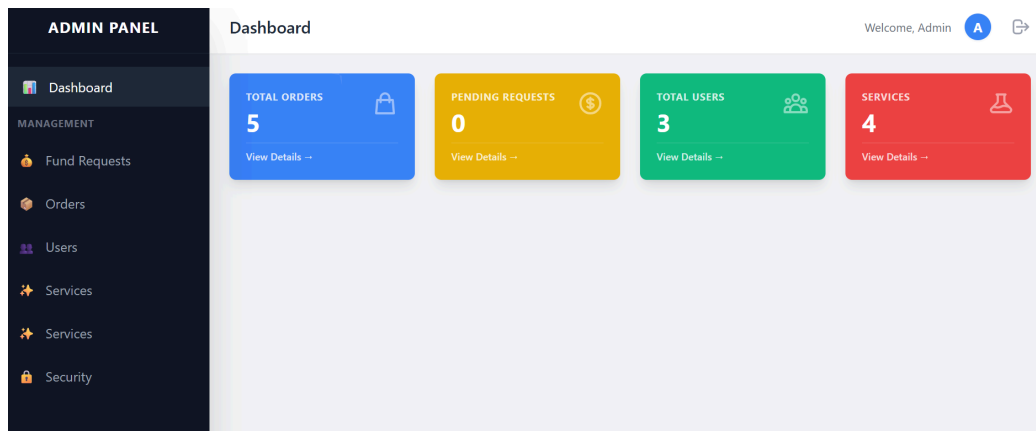 ADMIN PANEL
Dashboard
MANAGEMENT
Fund Requests
Orders
Users
Services
Services
Security
Dashboard
Welcome, Admin
A
TOTAL ORDERS
5
View Details →
PENDING REQUESTS
$
0
View Details →
TOTAL USERS
3
View Details →
SERVICES
4
View Details →